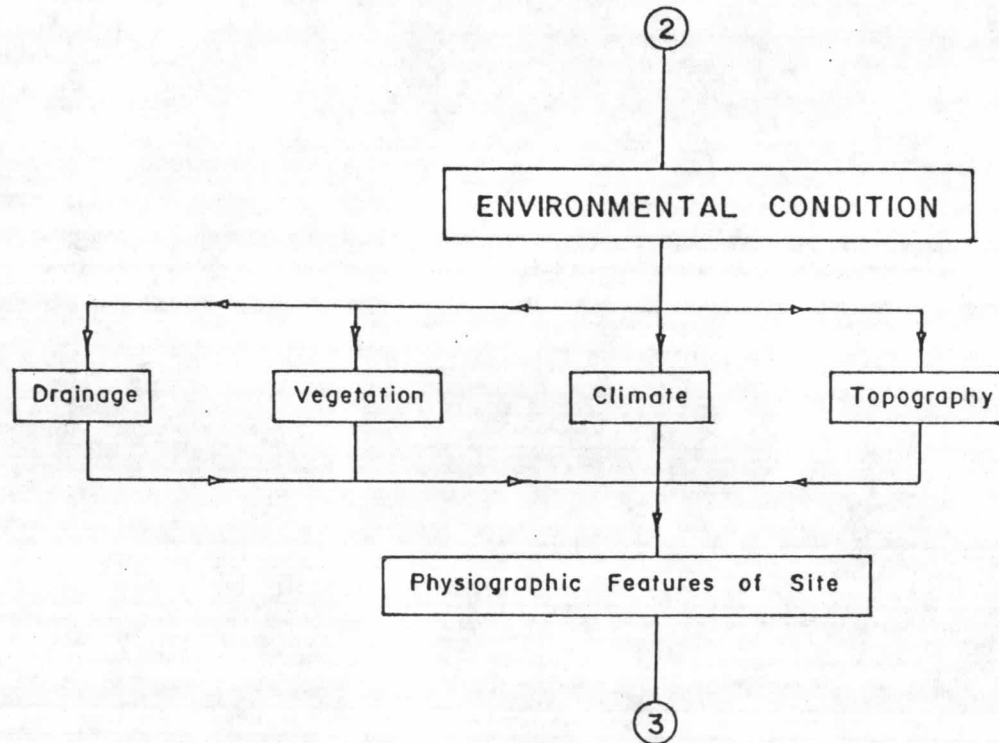 2
ENVIRONMENTAL CONDITION
Drainage
Vegetation
Climate
Topography
Physiographic Features of Site
3